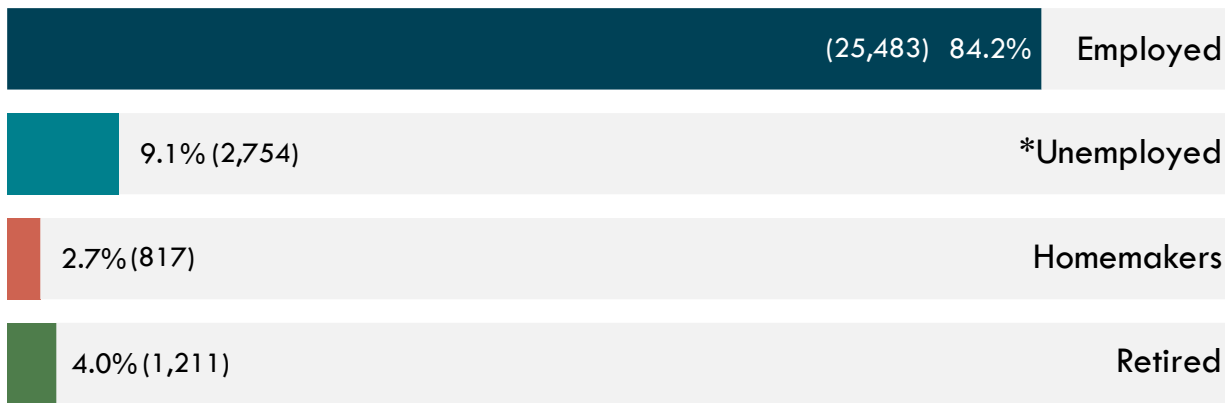 (25,483) 84.2% Employed
9.1% (2,754) *Unemployed
2.7% (817) Homemakers
4.0% (1,211) Retired